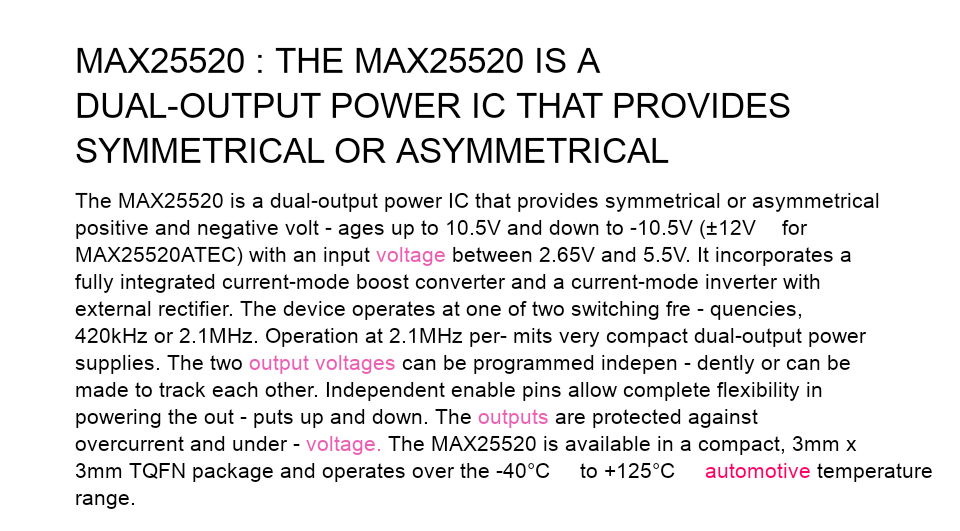 MAX25520 : THE MAX25520 IS A
DUAL-OUTPUT POWER IC THAT PROVIDES
SYMMETRICAL OR ASYMMETRICAL
The MAX25520 is a dual-output power IC that provides symmetrical or asymmetrical
positive and negative volt - ages up to 10.5V and down to -10.5V (±12V for
MAX25520ATEC) with an input voltage between 2.65V and 5.5V. It incorporates a
fully integrated current-mode boost converter and a current-mode inverter with
external rectifier. The device operates at one of two switching fre - quencies,
420kHz or 2.1MHz. Operation at 2.1MHz per- mits very compact dual-output power
supplies. The two output voltages can be programmed indepen - dently or can be
made to track each other. Independent enable pins allow complete flexibility in
powering the out - puts up and down. The outputs are protected against
overcurrent and under - voltage. The MAX25520 is available in a compact, 3mm x
3mm TQFN package and operates over the -40°C to +125°C automotive temperature
range.